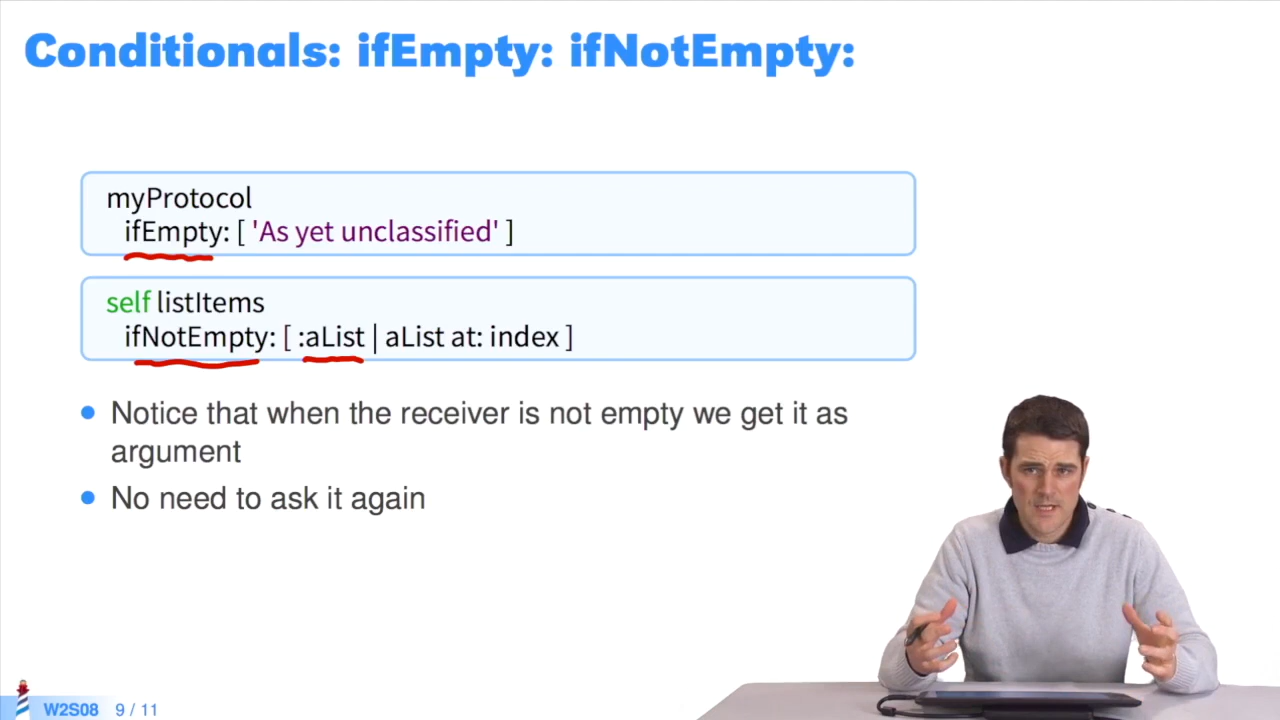 Conditionals: ifEmpty: ifNotEmpty:
myProtocol
ifEmpty: [ 'As yet unclassified' ]
self listItems
ifNotEmpty: [ :aList | aList at: index ]
Notice that when the receiver is not empty we get it as
argument
No need to ask it again
W2S08 9 / 11